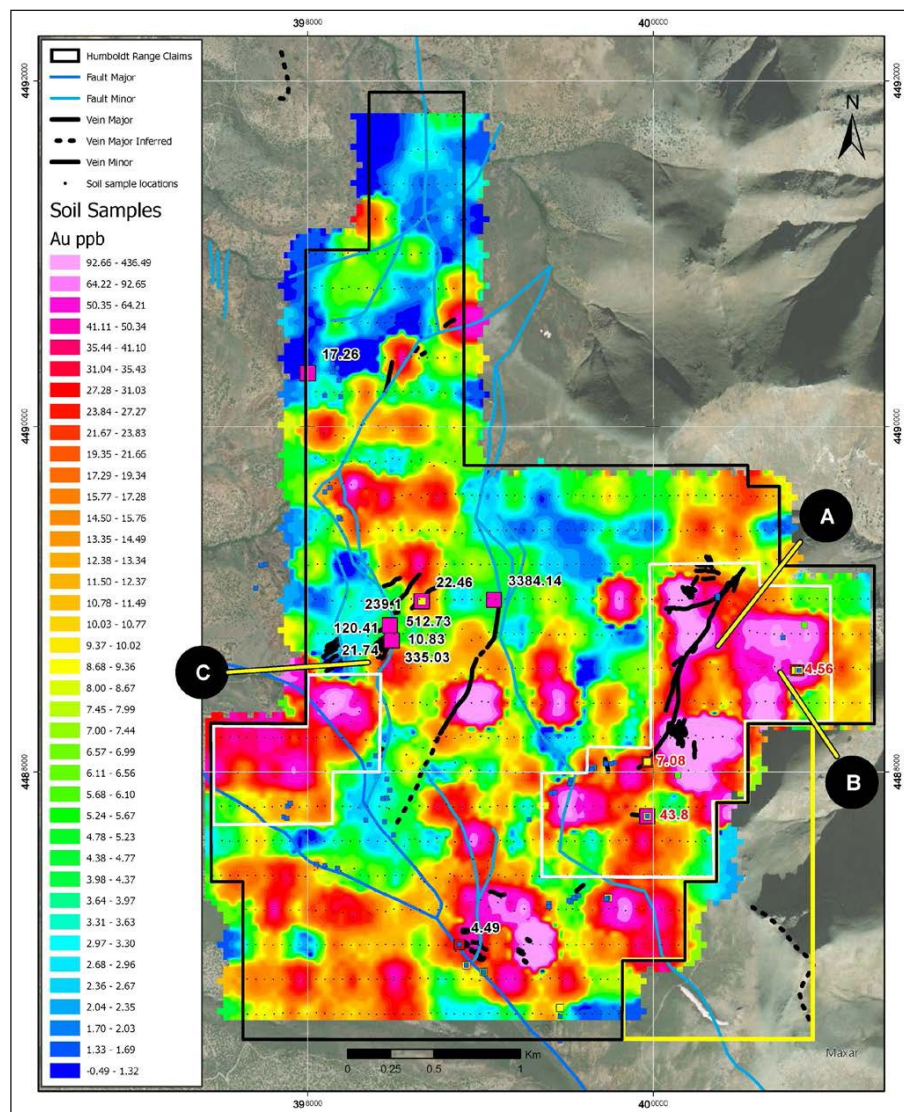 398000
400000
4492000
4492000
Humboldt Range Claims
Fault Major
Fault Minor
Vein Major
Vein Major Inferred
Vein Minor
Soil sample locations
Soil Samples
Au ppb
92.66 - 436.49
64.22 - 92.65
50.35 - 64.21
41.11 - 50.34
35.44 - 41.10
31.04 - 35.43
27.28 - 31.03
23.84 - 27.27
21.67 - 23.83
19.35 - 21.66
17.29 - 19.34
15.77 - 17.28
14.50 - 15.76
13.35 - 14.49
12.38 - 13.34
11.50 - 12.37
10.78 - 11.49
10.03 - 10.77
9.37 - 10.02
8.68 - 9.36
8.00 - 8.67
7.45 - 7.99
7.00 - 7.44
6.57 - 6.99
6.11 - 6.56
5.68 - 6.10
5.24 - 5.67
4.78 - 5.23
4.38 - 4.77
3.98 - 4.37
3.64 - 3.97
3.31 - 3.63
2.97 - 3.30
2.68 - 2.96
2.36 - 2.67
2.04 - 2.35
1.70 - 2.03
1.33 - 1.69
-0.49 - 1.32
N
17.26
4490000
A
22.46
3384.14
239.1
512.73
120.41
10.83
21.74
335.03
C
4.56
4488000
7.08
B
43.8
4.49
Km
0 0.25 0.5 1
Maxar
398000
400000